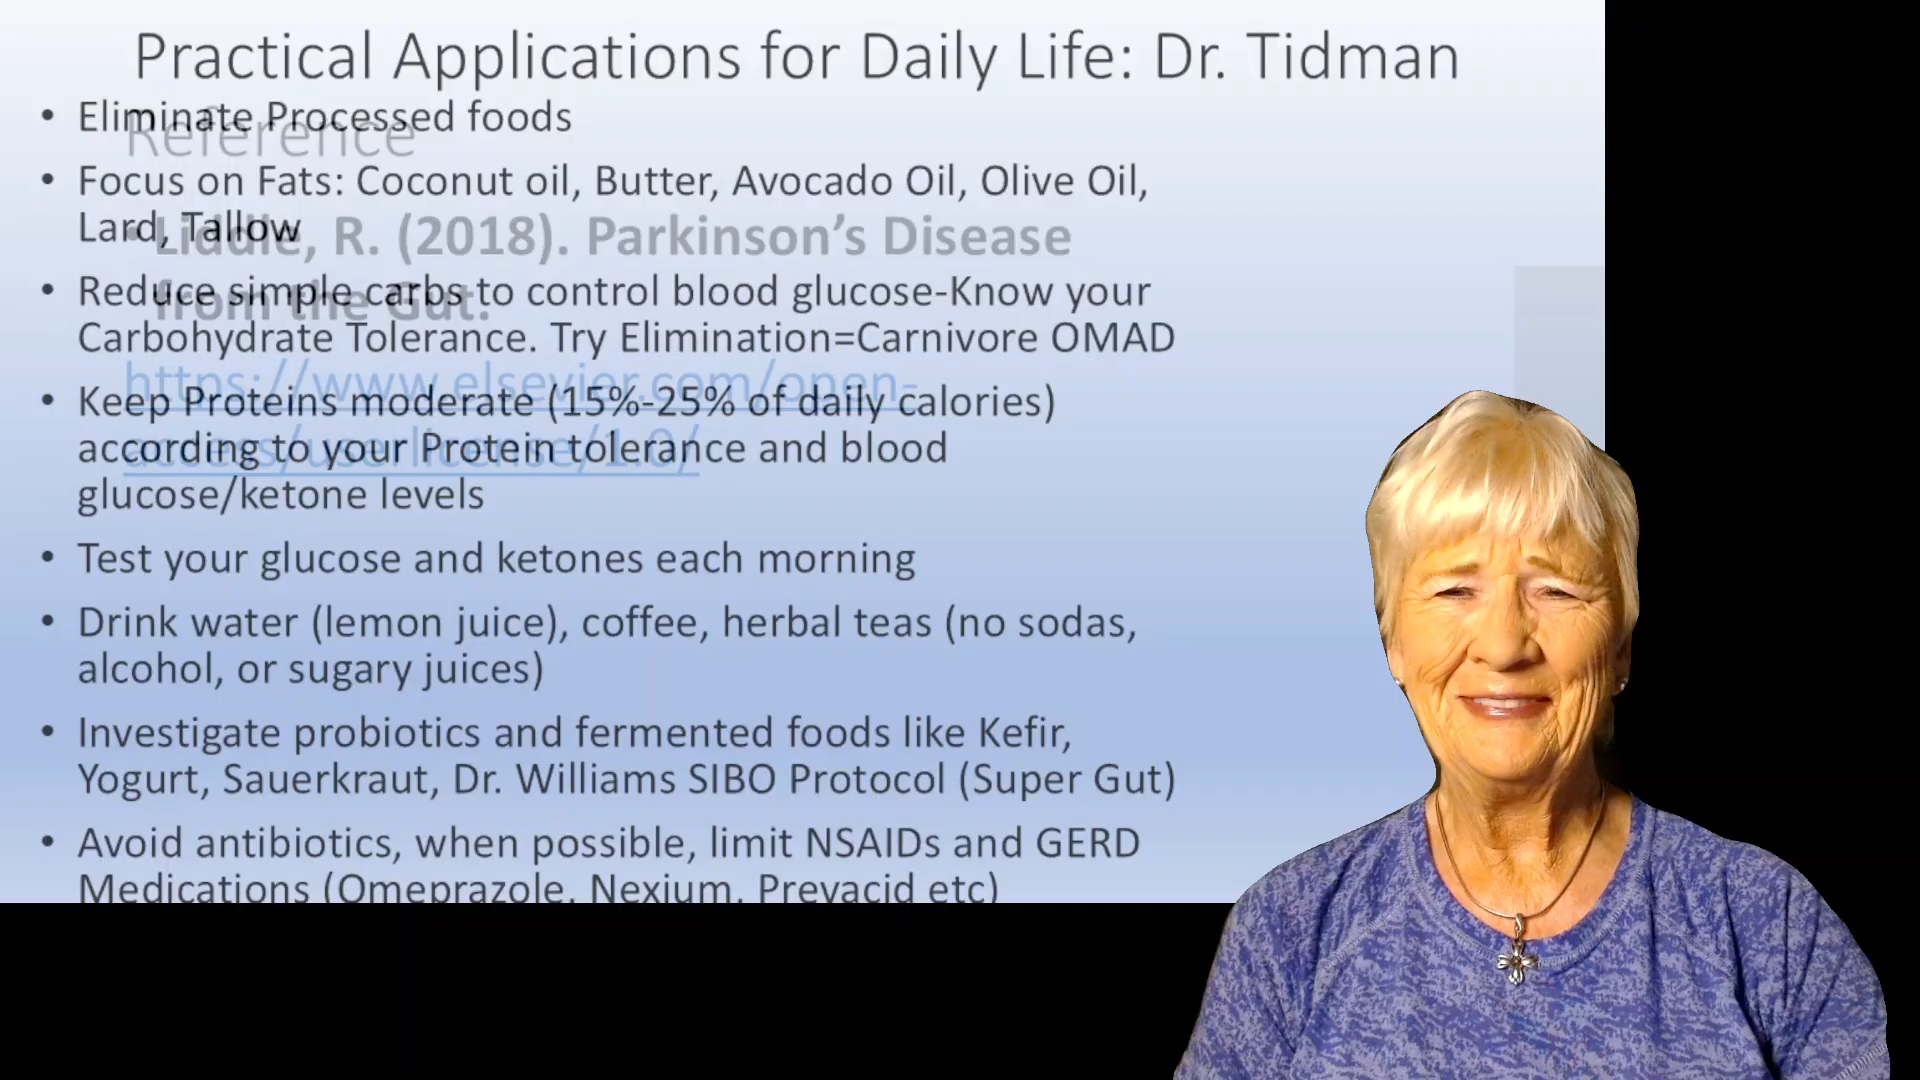 Practical Applications for Daily Life: Dr. Tidman
• Eliminate Processed foods
• Focus on Fats: Coconut oil, Butter, Avocado Oil, Olive Oil,
Lard, Tallow
• Reduce simple carbs to control blood glucose-Know your
Carbohydrate Tolerance. Try Elimination=Carnivore OMAD
• Keep Proteins moderate (15%-25% of daily calories)
according to your Protein tolerance and blood
glucose/ketone levels
• Test your glucose and ketones each morning
• Drink water (lemon juice), coffee, herbal teas (no sodas,
alcohol, or sugary juices)
• Investigate probiotics and fermented foods like Kefir,
Yogurt, Sauerkraut, Dr. Williams SIBO Protocol (Super Gut)
• Avoid antibiotics, when possible, limit NSAIDs and GERD
Medications (Omeprazole, Nexium, Prevacid etc)
Reference
• Liddle, R. (2018). Parkinson's Disease
from the Gut.
https://www.elsevier.com/open-
access/userlicense/1.0/